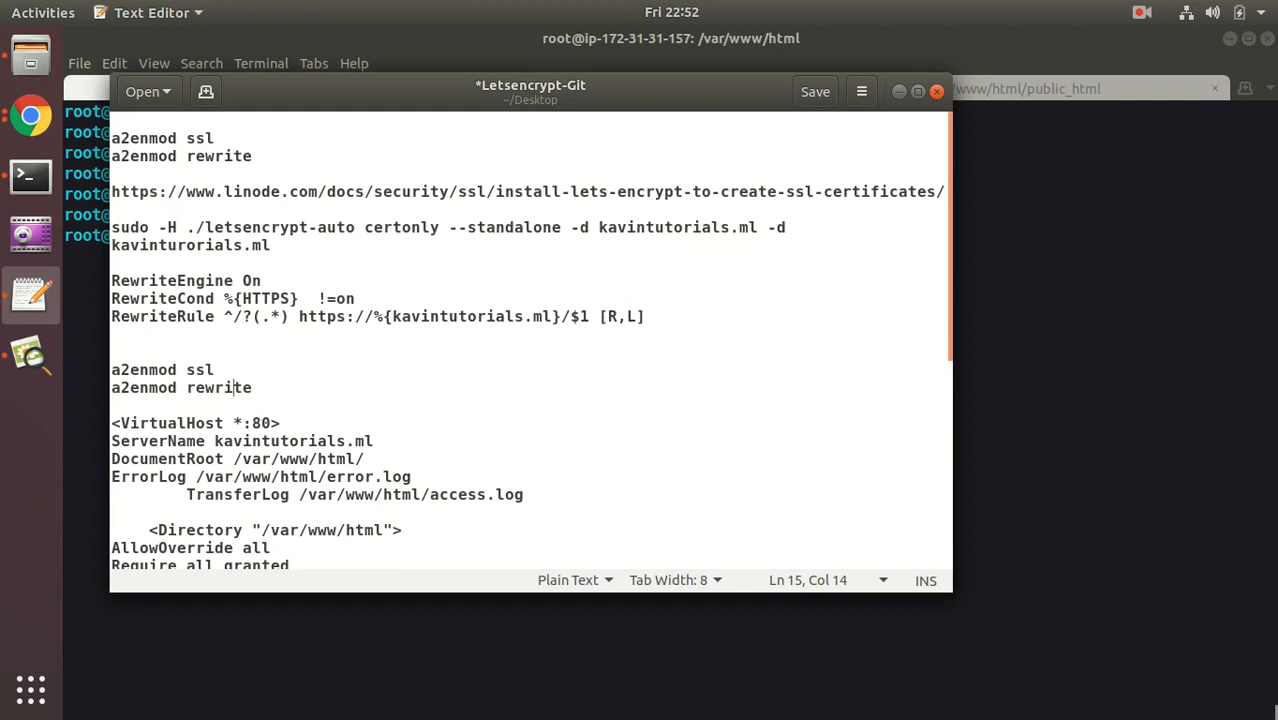 Activities Text Editor Fri 22:52
root@ip-172-31-31-157: /var/www/html
File Edit View Search Terminal Tabs Help
/www/html/public_html
Open *Letsencrypt-Git Save
~/Desktop
root@
root@
root@
root@
root@
root@
root@
a2enmod ssl
a2enmod rewrite
https://www.linode.com/docs/security/ssl/install-lets-encrypt-to-create-ssl-certificates/
sudo -H ./letsencrypt-auto certonly --standalone -d kavintutorials.ml -d
kavinturorials.ml
RewriteEngine On
RewriteCond %{HTTPS}  !=on
RewriteRule ^/?(.*) https://%{kavintutorials.ml}/$1 [R,L]
a2enmod ssl
a2enmod rewrite
<VirtualHost *:80>
ServerName kavintutorials.ml
DocumentRoot /var/www/html/
ErrorLog /var/www/html/error.log
TransferLog /var/www/html/access.log
<Directory "/var/www/html">
AllowOverride all
Require all granted
Plain Text Tab Width: 8 Ln 15, Col 14 INS